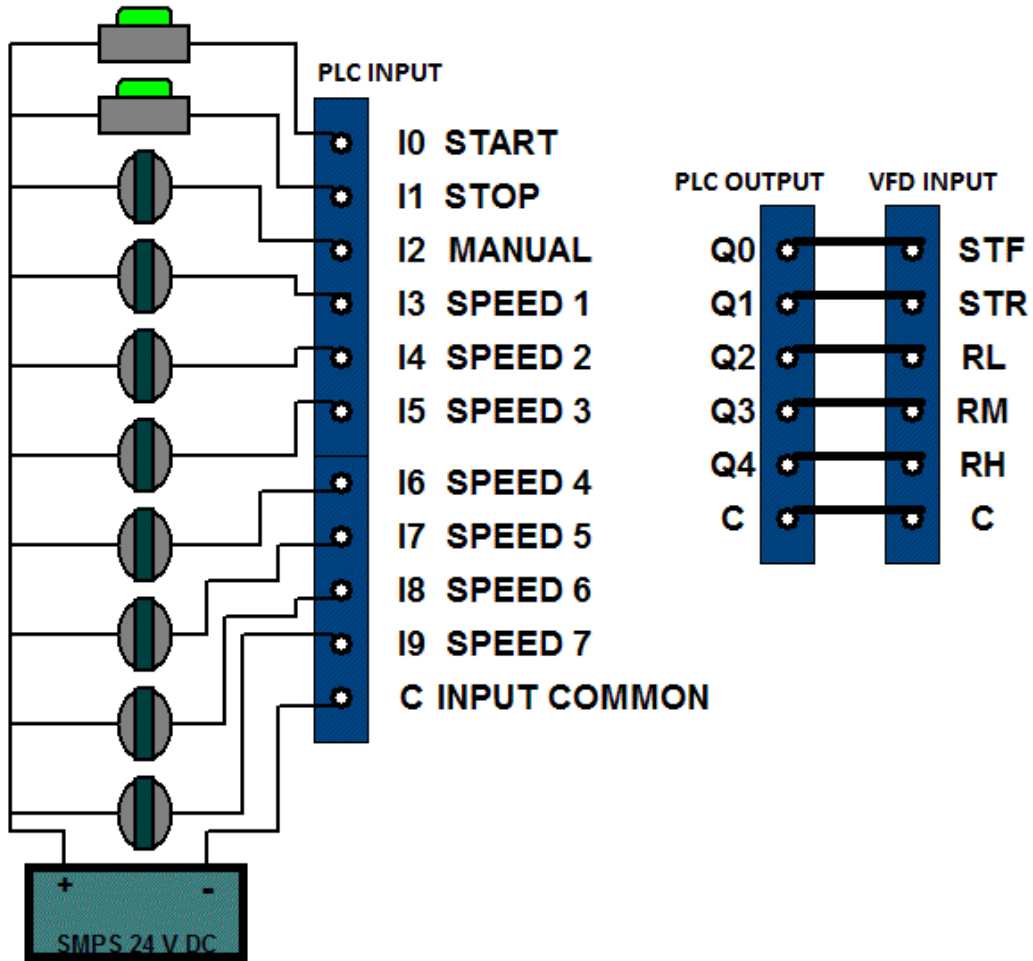 PLC INPUT
I0 START
I1 STOP
I2 MANUAL
I3 SPEED 1
I4 SPEED 2
I5 SPEED 3
I6 SPEED 4
I7 SPEED 5
I8 SPEED 6
I9 SPEED 7
C INPUT COMMON
PLC OUTPUT VFD INPUT
Q0 STF
Q1 STR
Q2 RL
Q3 RM
Q4 RH
C C
+ -
SMPS 24 V DC